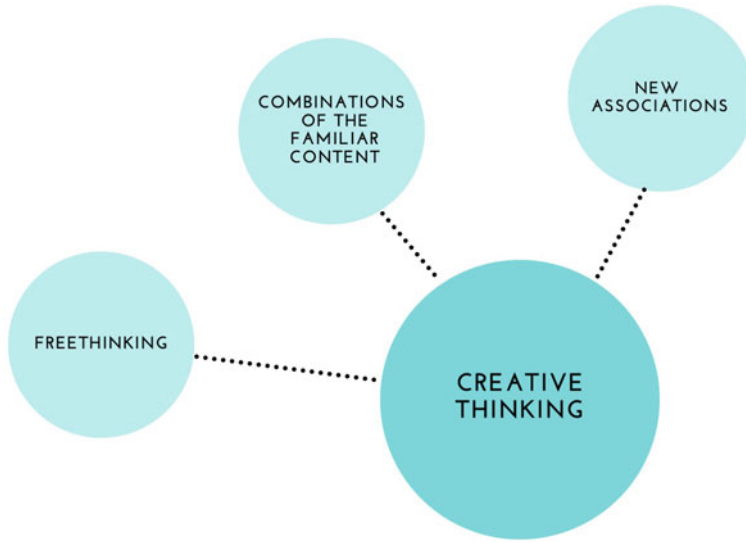 COMBINATIONS
OF THE
FAMILIAR
CONTENT
NEW
ASSOCIATIONS
FREETHINKING
CREATIVE
THINKING